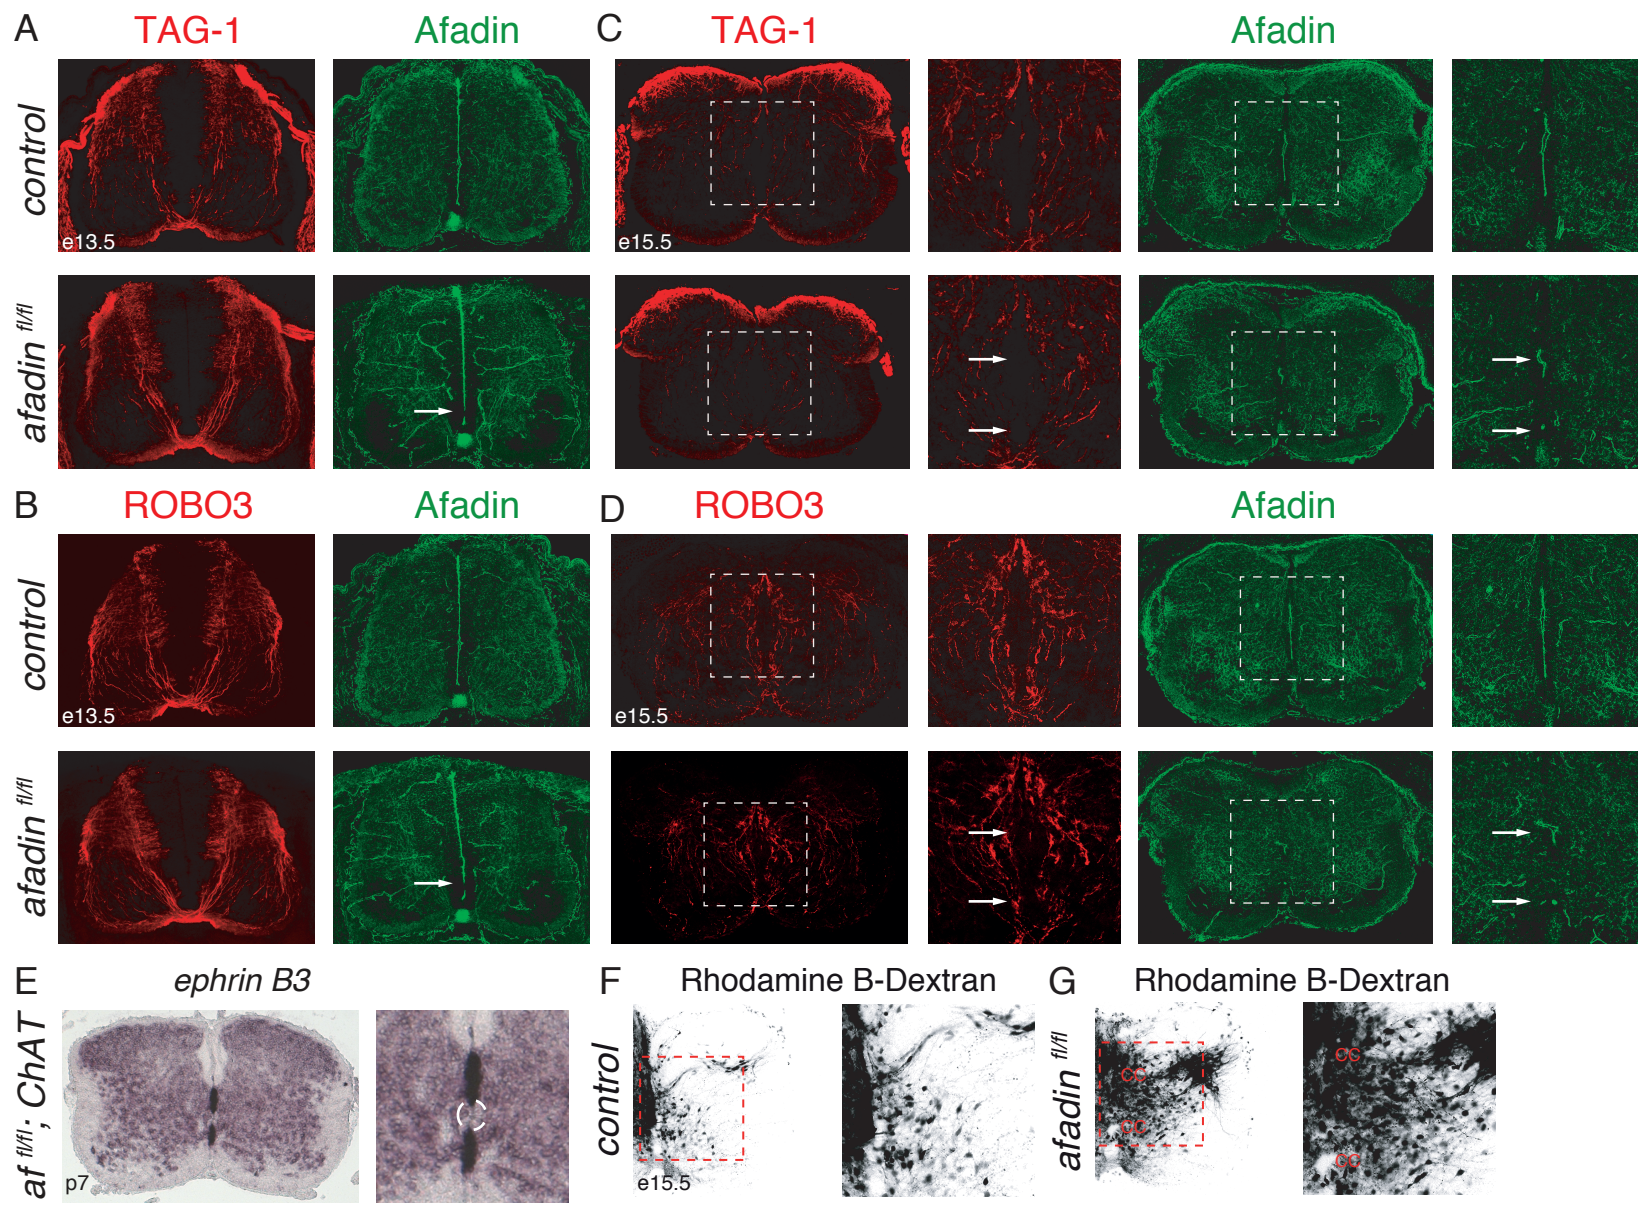 A TAG-1 Afadin C TAG-1 Afadin
control
e13.5
e15.5
afadin fl/fl
B ROBO3 Afadin D ROBO3 Afadin
control
e13.5
e15.5
afadin fl/fl
E ephrin B3 F Rhodamine B-Dextran G Rhodamine B-Dextran
af fl/fl; ChAT
p7
control
e15.5
afadin fl/fl
CC
CC
CC
CC